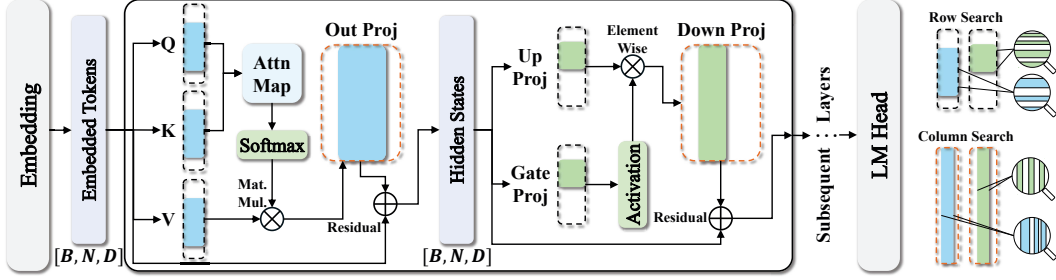 Embedding
Embedded Tokens
[B, N, D]
Q
K
V
Attn
Map
Softmax
Mat.
Mul.
Out Proj
Residual
Hidden States
[B, N, D]
Up
Proj
Gate
Proj
Element
Wise
Activation
Down Proj
Residual
Subsequent ··· Layers
LM Head
Row Search
Column Search